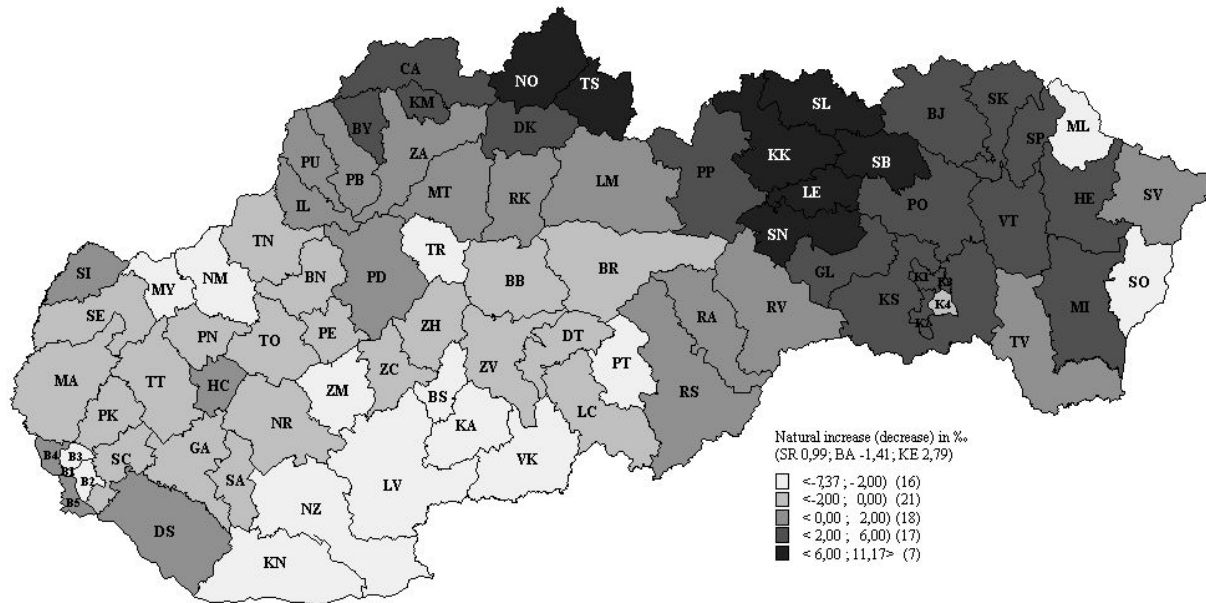 CA
NO
TS
KM
SL
BJ
SK
SP
ML
BY
DK
PU
PB
ZA
KK
SB
PP
LE
IL
MT
RK
LM
PO
VT
HE
SV
TN
TR
SN
SI
MY
NM
BN
PD
BB
BR
GL
K1
KS
K4
SO
SE
PN
TO
PE
ZH
RA
RV
MI
TV
MA
TT
HC
ZM
ZC
ZV
DT
PT
RS
PK
NR
BS
LC
B4
B3
B1
B2
SC
GA
SA
KA
VK
LV
B5
DS
NZ
KN
Natural increase (decrease) in ‰
(SR 0,99; BA -1,41; KE 2,79)
<-7,37 ; - 2,00) (16)
<-2,00 ; 0,00) (21)
< 0,00 ; 2,00) (18)
< 2,00 ; 6,00) (17)
< 6,00 ; 11,17> (7)